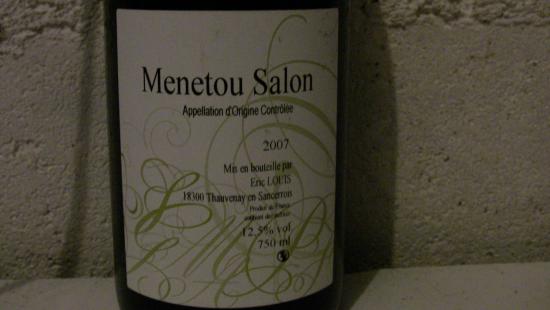 Menetou Salon
Appellation d'Origine Contrôlée
2007
Mis en bouteille par
Eric LOUIS
18300 Thauvenay en Sancerrois
Produit de France
12,5% vol
750 ml